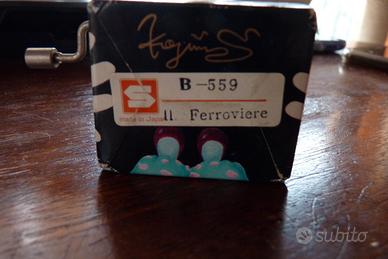 B-559
made in Japan
Il Ferroviere
subito